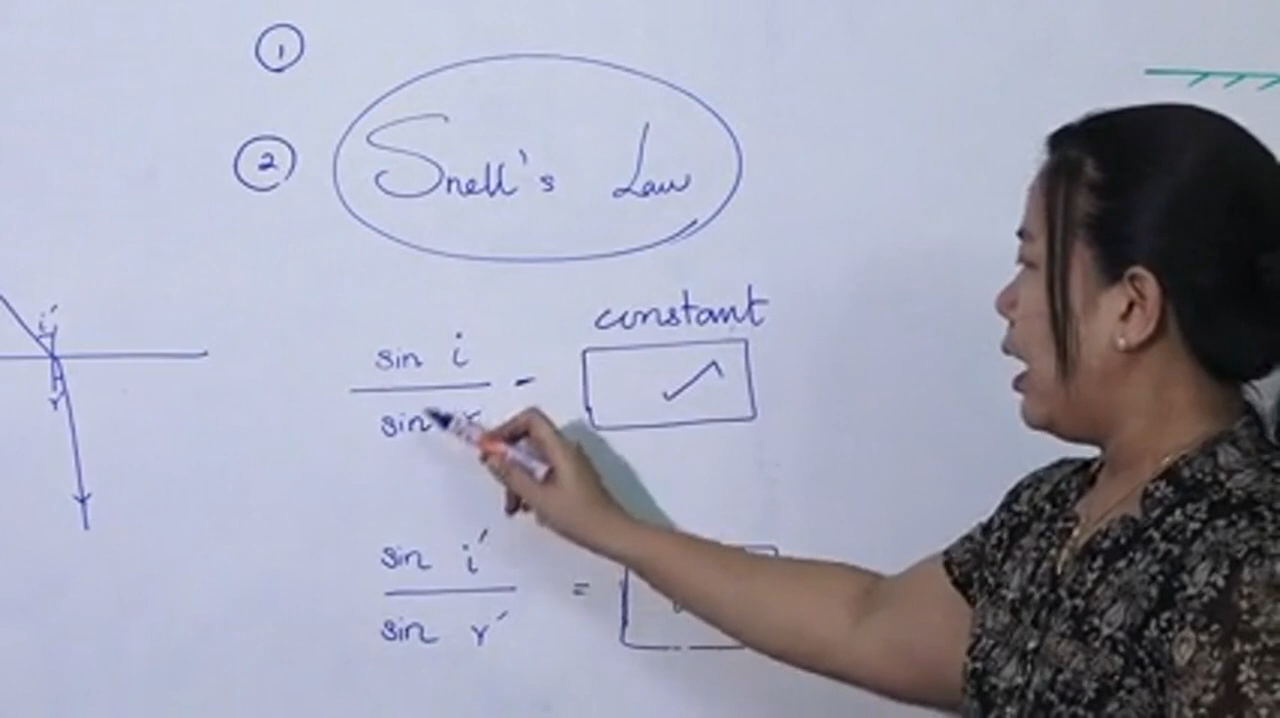 ①
② Snell's Law
constant
sin i
sin r
sin i′ =
sin r′
i′
r